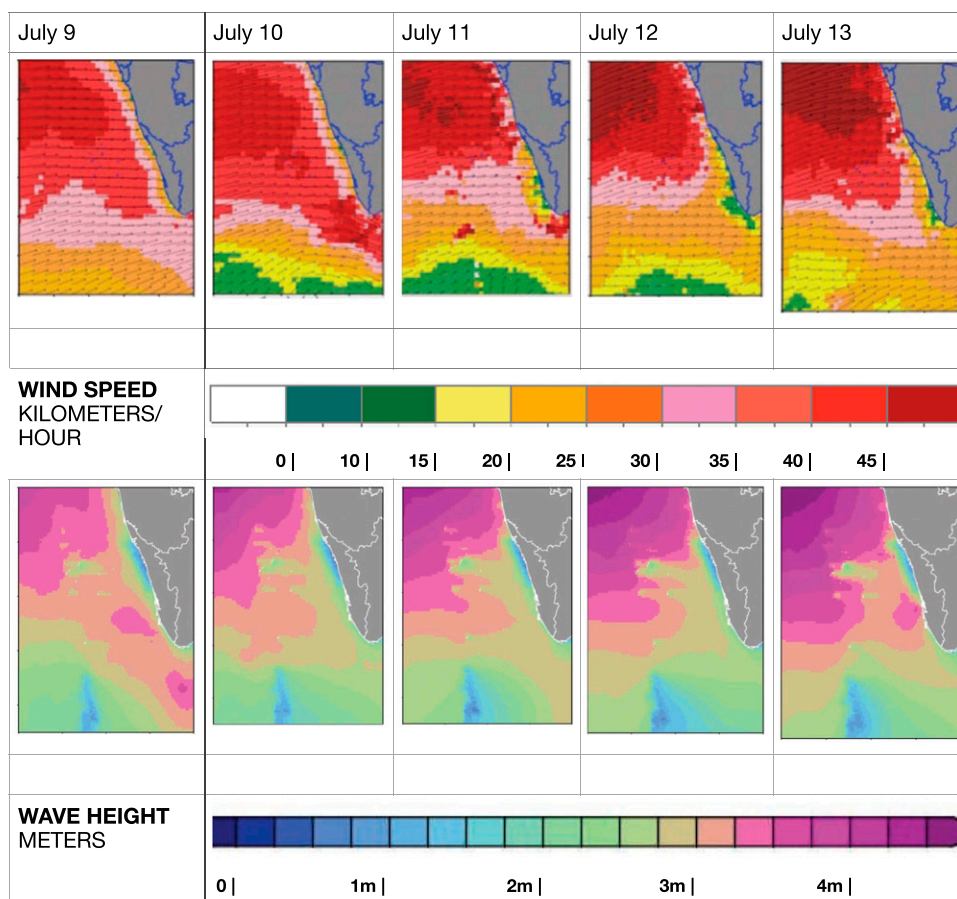 July 9 July 10 July 11 July 12 July 13
WIND SPEED
KILOMETERS/
HOUR
0 | 10 | 15 | 20 | 25 | 30 | 35 | 40 | 45 |
WAVE HEIGHT
METERS
0 | 1m | 2m | 3m | 4m |